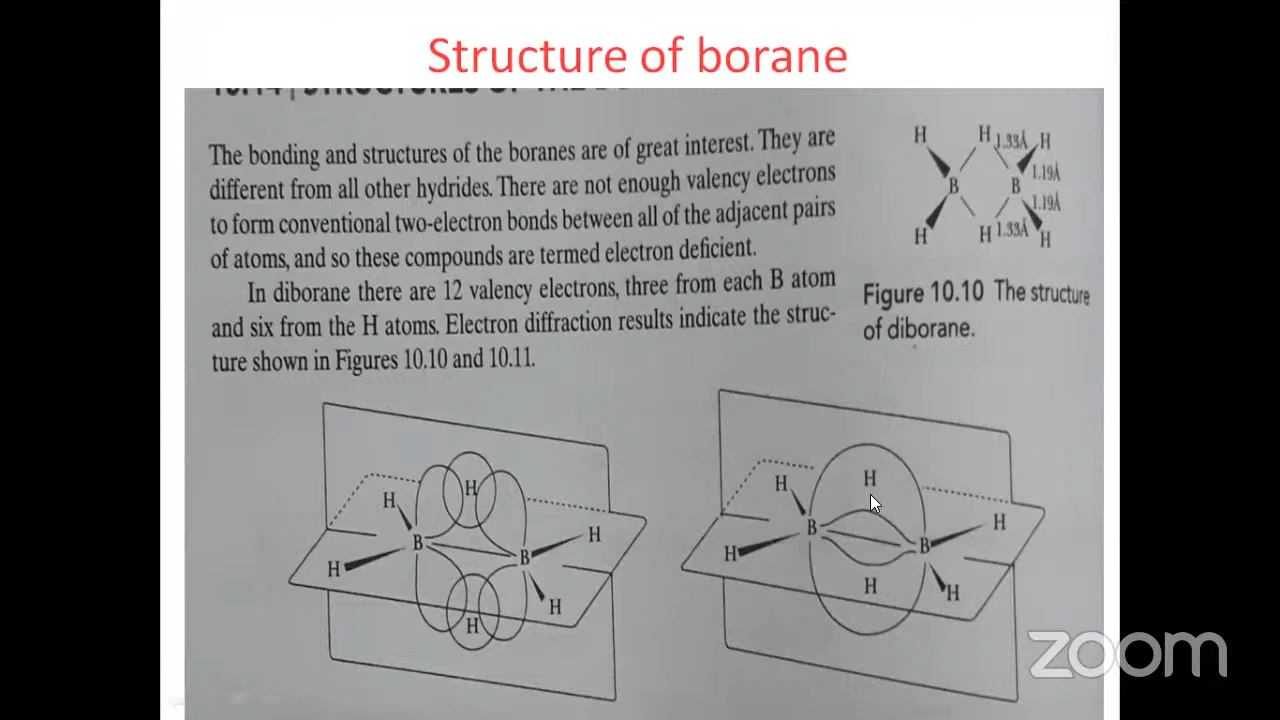 Structure of borane
The bonding and structures of the boranes are of great interest. They are
different from all other hydrides. There are not enough valency electrons
to form conventional two-electron bonds between all of the adjacent pairs
of atoms, and so these compounds are termed electron deficient.
In diborane there are 12 valency electrons, three from each B atom
and six from the H atoms. Electron diffraction results indicate the struc-
ture shown in Figures 10.10 and 10.11.
H H 1.33Å H
B B 1.19Å
1.19Å
H H 1.33Å H
Figure 10.10 The structure
of diborane.
H H
B B H
H H
H
H H
B B H
H H H
zoom